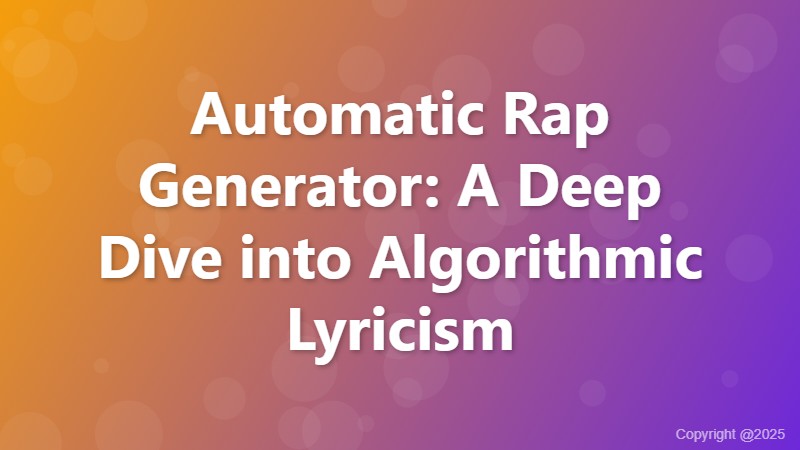 Automatic Rap
Generator: A Deep
Dive into Algorithmic
Lyricism
Copyright @2025